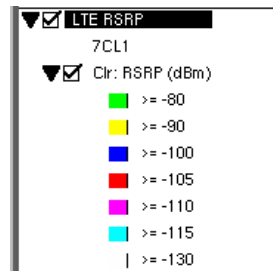 LTE RSRP
7CL1
Clr: RSRP (dBm)
>= -80
>= -90
>= -100
>= -105
>= -110
>= -115
>= -130